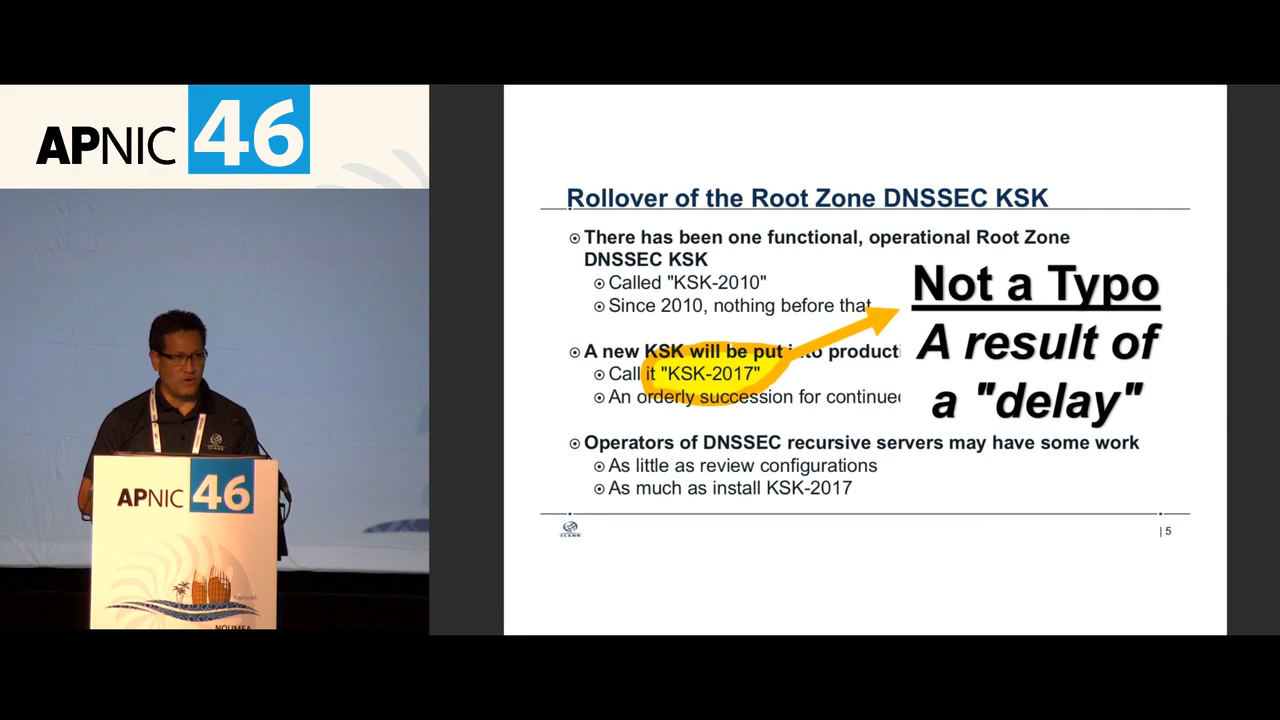 APNIC 46
Rollover of the Root Zone DNSSEC KSK
There has been one functional, operational Root Zone
DNSSEC KSK
Called "KSK-2010"
Since 2010, nothing before that
A new KSK will be put into producti
Call it "KSK-2017"
An orderly succession for continued
Not a Typo
A result of
a "delay"
Operators of DNSSEC recursive servers may have some work
As little as review configurations
As much as install KSK-2017
ICANN
| 5
ICANN
APNIC 46
NOUMEA